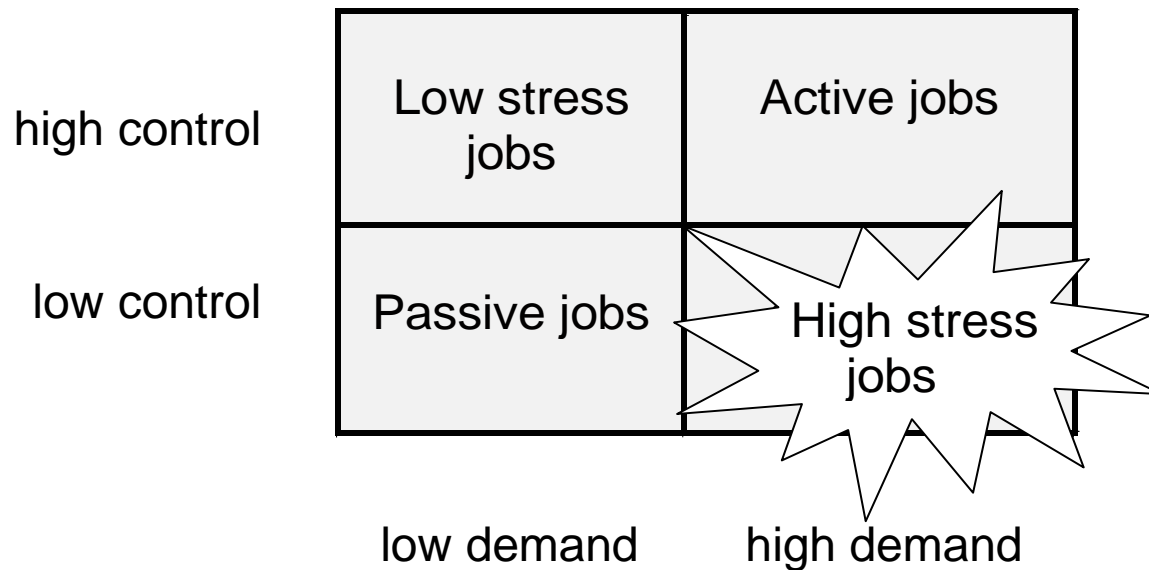 Low stress
jobs
Active jobs
high control
low control
Passive jobs
High stress
jobs
low demand
high demand